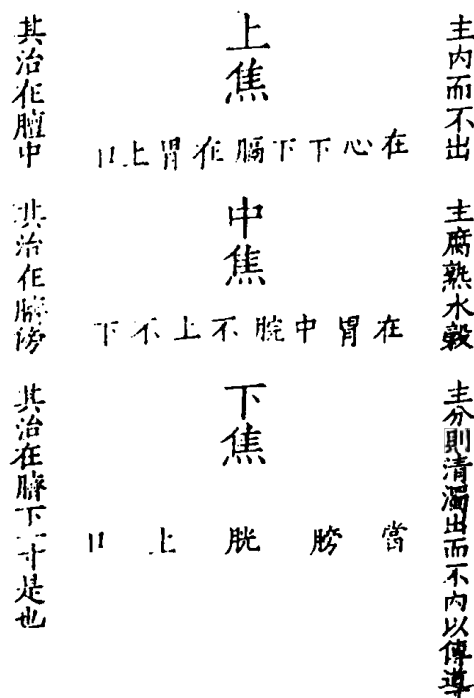 主内而不出
上焦
在心下下膈在胃上口
其治在膻中
主腐熟水穀
中焦
在胃中脘不上不下
其治在臍傍
主分則清濁出而不内以傳導
下焦
當膀胱上口
其治在臍下一寸是也